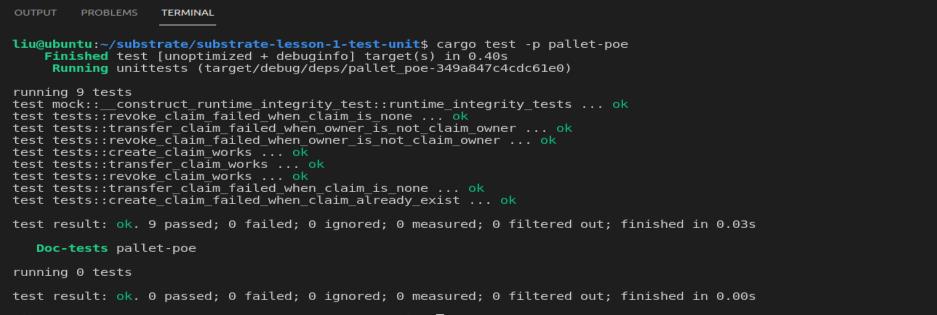 OUTPUT PROBLEMS TERMINAL
liu@ubuntu:~/substrate/substrate-lesson-1-test-unit$ cargo test -p pallet-poe
Finished test [unoptimized + debuginfo] target(s) in 0.40s
Running unittests (target/debug/deps/pallet_poe-349a847c4cdc61e0)
running 9 tests
test mock::__construct_runtime_integrity_test::runtime_integrity_tests ... ok
test tests::revoke_claim_failed_when_claim_is_none ... ok
test tests::transfer_claim_failed_when_owner_is_not_claim_owner ... ok
test tests::revoke_claim_failed_when_owner_is_not_claim_owner ... ok
test tests::create_claim_works ... ok
test tests::transfer_claim_works ... ok
test tests::revoke_claim_works ... ok
test tests::transfer_claim_failed_when_claim_is_none ... ok
test tests::create_claim_failed_when_claim_already_exist ... ok
test result: ok. 9 passed; 0 failed; 0 ignored; 0 measured; 0 filtered out; finished in 0.03s
Doc-tests pallet-poe
running 0 tests
test result: ok. 0 passed; 0 failed; 0 ignored; 0 measured; 0 filtered out; finished in 0.00s